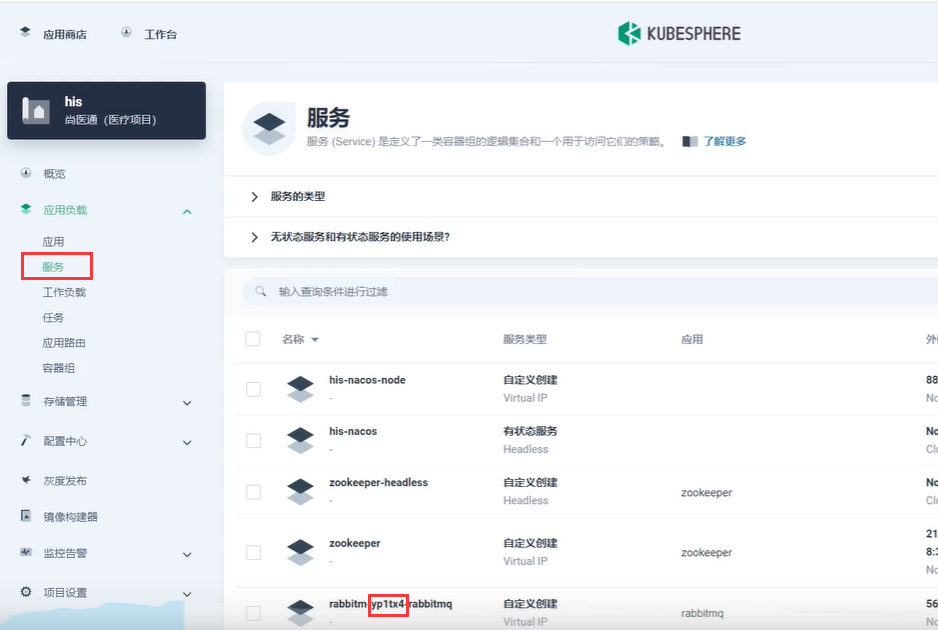 应用商店
工作台
KUBESPHERE
his
尚医通（医疗项目）
概览
应用负载
应用
服务
工作负载
任务
应用路由
容器组
存储管理
配置中心
灰度发布
镜像构建器
监控告警
项目设置
服务
服务 (Service) 是定义了一类容器组的逻辑集合和一个用于访问它们的策略。
了解更多
服务的类型
无状态服务和有状态服务的使用场景?
输入查询条件进行过滤
名称 服务类型 应用 外
his-nacos-node 自定义创建 88
- Virtual IP No
his-nacos 有状态服务 No
- Headless Clu
zookeeper-headless 自定义创建 No
- Headless zookeeper Clu
zookeeper 自定义创建 21
- Virtual IP zookeeper 8:3
No
rabbitm-yp1tx4-rabbitmq 自定义创建 56
- Virtual IP rabbitmq No